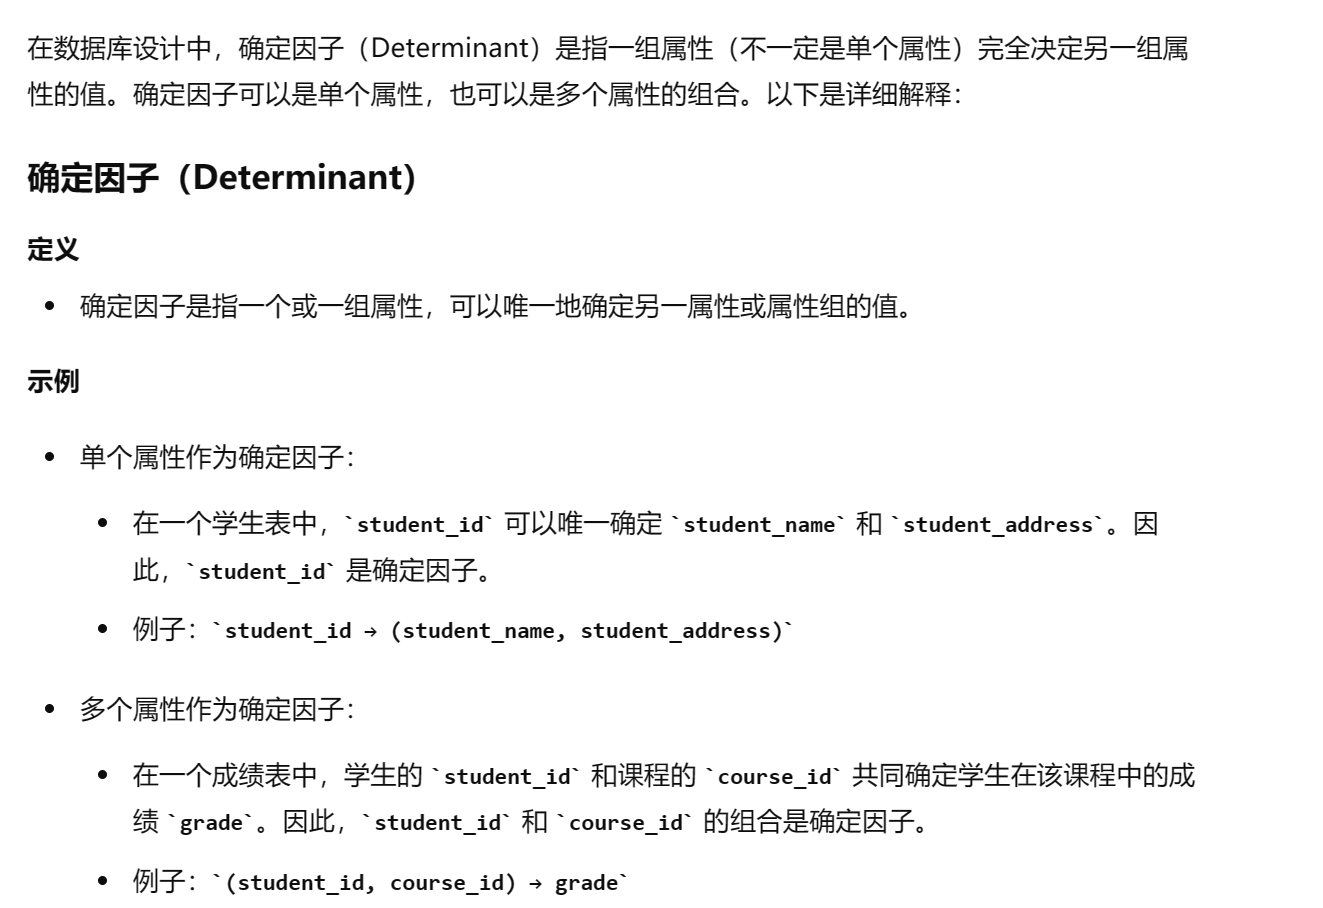 在数据库设计中，确定因子（Determinant）是指一组属性（不一定是单个属性）完全决定另一组属
性的值。确定因子可以是单个属性，也可以是多个属性的组合。以下是详细解释：
确定因子（Determinant）
定义
• 确定因子是指一个或一组属性，可以唯一地确定另一属性或属性组的值。
示例
• 单个属性作为确定因子：
• 在一个学生表中，`student_id` 可以唯一确定 `student_name` 和 `student_address`。因
此，`student_id` 是确定因子。
• 例子：`student_id → (student_name, student_address)`
• 多个属性作为确定因子：
• 在一个成绩表中，学生的 `student_id` 和课程的 `course_id` 共同确定学生在该课程中的成
绩 `grade`。因此，`student_id` 和 `course_id` 的组合是确定因子。
• 例子：`(student_id, course_id) → grade`